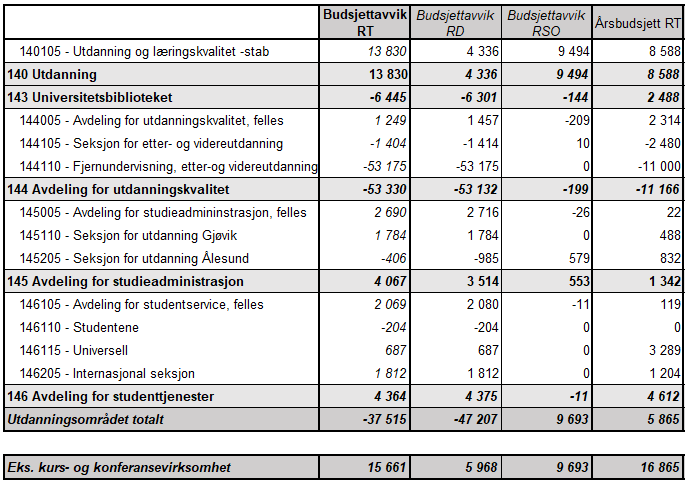 Budsjettavvik RT Budsjettavvik RD Budsjettavvik RSO Årsbudsjett RT
140105 - Utdanning og læringskvalitet -stab 13 830 4 336 9 494 8 588
140 Utdanning 13 830 4 336 9 494 8 588
143 Universitetsbiblioteket -6 445 -6 301 -144 2 488
144005 - Avdeling for utdanningskvalitet, felles 1 249 1 457 -209 2 314
144105 - Seksjon for etter- og videreutdanning -1 404 -1 414 10 -2 480
144110 - Fjernundervisning, etter-og videreutdanning -53 175 -53 175 0 -11 000
144 Avdeling for utdanningskvalitet -53 330 -53 132 -199 -11 166
145005 - Avdeling for studieadmininstrasjon, felles 2 690 2 716 -26 22
145110 - Seksjon for utdanning Gjøvik 1 784 1 784 0 488
145205 - Seksjon for utdanning Ålesund -406 -985 579 832
145 Avdeling for studieadministrasjon 4 067 3 514 553 1 342
146105 - Avdeling for studentservice, felles 2 069 2 080 -11 119
146110 - Studentene -204 -204 0 0
146115 - Universell 687 687 0 3 289
146205 - Internasjonal seksjon 1 812 1 812 0 1 204
146 Avdeling for studenttjenester 4 364 4 375 -11 4 612
Utdanningsområdet totalt -37 515 -47 207 9 693 5 865
Eks. kurs- og konferansevirksomhet 15 661 5 968 9 693 16 865